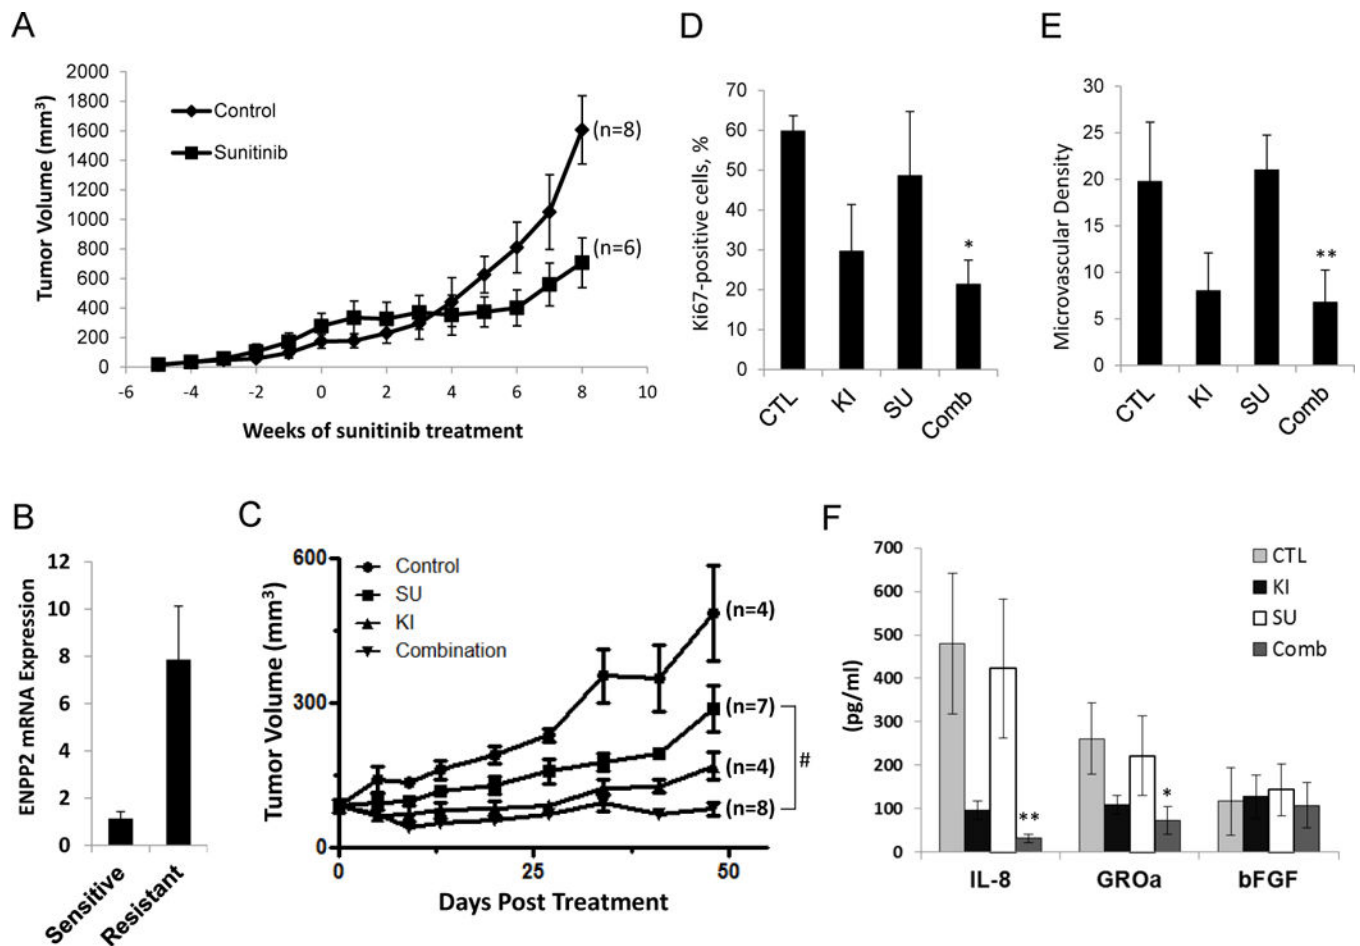 A
Tumor Volume (mm³)
2000
1800
1600
1400
1200
1000
800
600
400
200
0
Control
Sunitinib
(n=8)
(n=6)
-6 -4 -2 0 2 4 6 8 10
Weeks of sunitinib treatment
D
Ki67-positive cells, %
70
60
50
40
30
20
10
0
*
CTL KI SU Comb
E
Microvascular Density
30
25
20
15
10
5
0
**
CTL KI SU Comb
B
ENPP2 mRNA Expression
12
10
8
6
4
2
0
Sensitive Resistant
C
Tumor Volume (mm³)
600
300
0
Control
SU
KI
Combination
(n=4)
(n=7)
(n=4)
(n=8)
#
0 25 50
Days Post Treatment
F
(pg/ml)
700
600
500
400
300
200
100
0
CTL
KI
SU
Comb
**
*
IL-8 GROa bFGF